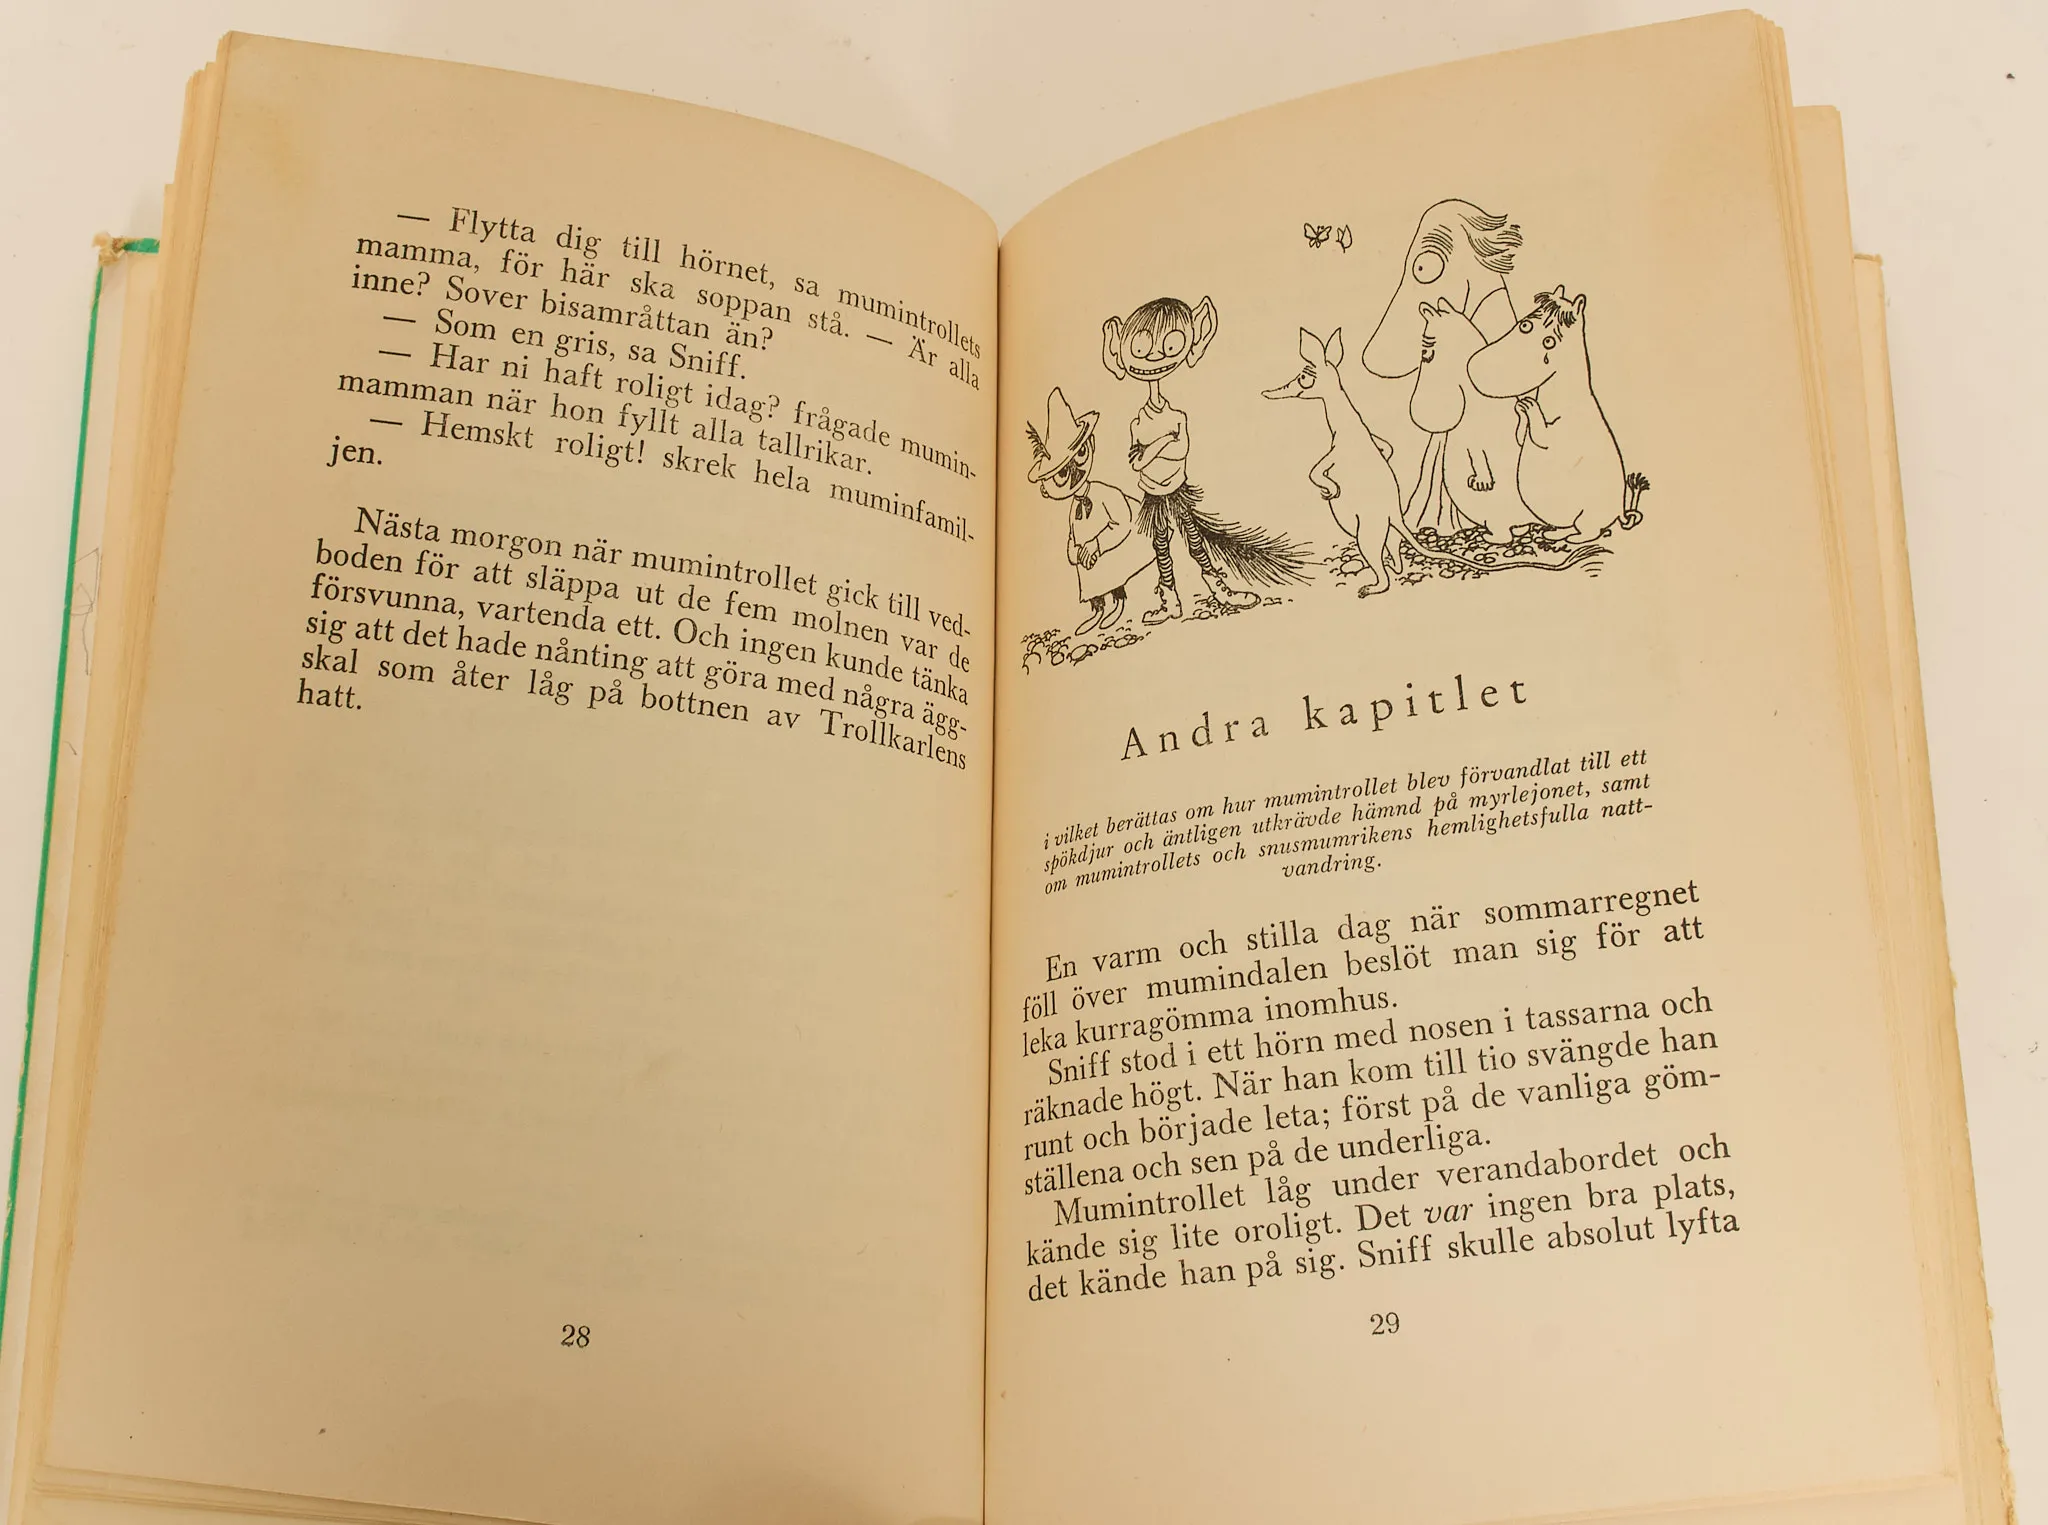 — Flytta dig till hörnet, sa mumintrollets
mamma, för här ska soppan stå. — Är alla
inne? Sover bisamråttan än?
— Som en gris, sa Sniff.
— Har ni haft roligt idag? frågade mumin-
mamman när hon fyllt alla tallrikar.
— Hemskt roligt! skrek hela muminfamil-
jen.
Nästa morgon när mumintrollet gick till ved-
boden för att släppa ut de fem molnen var de
försvunna, vartenda ett. Och ingen kunde tänka
sig att det hade nånting att göra med några ägg-
skal som åter låg på bottnen av Trollkarlens
hatt.
28
Andra kapitlet
i vilket berättas om hur mumintrollet blev förvandlat till ett
spökdjur och äntligen utkrävde hämnd på myrlejonet, samt
om mumintrollets och snusmumrikens hemlighetsfulla natt-
vandring.
En varm och stilla dag när sommarregnet
föll över mumindalen beslöt man sig för att
leka kurragömma inomhus.
Sniff stod i ett hörn med nosen i tassarna och
räknade högt. När han kom till tio svängde han
runt och började leta; först på de vanliga göm-
ställena och sen på de underliga.
Mumintrollet låg under verandabordet och
kände sig lite oroligt. Det var ingen bra plats,
det kände han på sig. Sniff skulle absolut lyfta
29